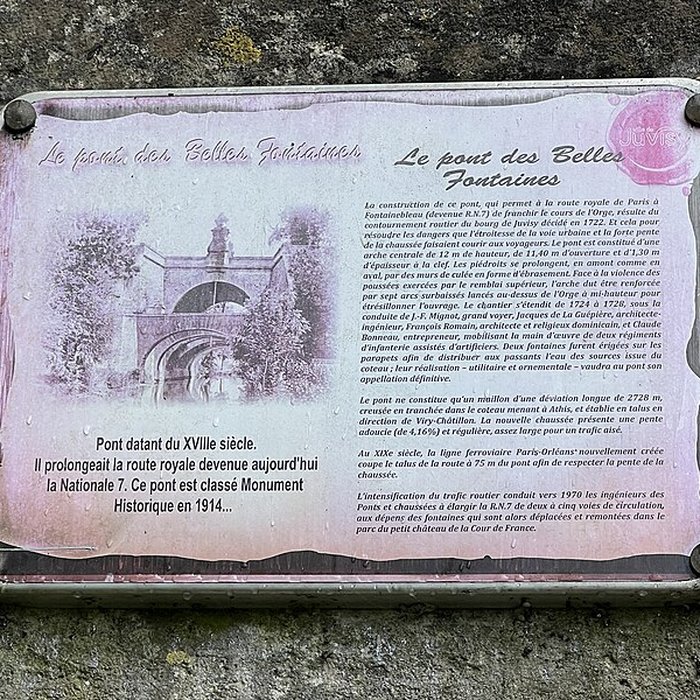 Le pont des Belles Fontaines
Pont datant du XVIIIe siècle.
Il prolongeait la route royale devenue aujourd'hui
la Nationale 7. Ce pont est classé Monument
Historique en 1914...
JUVISY
Le pont des Belles
Fontaines
La construction de ce pont, qui permet à la route royale de Paris à
Fontainebleau (devenue R.N.7) de franchir le cours de l'Orge, résulte du
contournement routier du bourg de Juvisy décidé en 1722. Et cela pour
résoudre les dangers que l'étroitesse de la voie urbaine et la forte pente
de la chaussée faisaient courir aux voyageurs. Le pont est constitué d'une
arche centrale de 12 m de hauteur, de 11,40 m d'ouverture et d'1,30 m
d'épaisseur à la clef. Les piédroits se prolongent, en amont comme en
aval, par des murs de culée en forme d'ébrasement. Face à la violence des
poussées exercées par le remblai supérieur, l'arche dut être renforcée
par sept arcs surbaissés lancés au-dessus de l'Orge à mi-hauteur pour
étrésillonner l'ouvrage. Le chantier s'étendit de 1724 à 1728, sous la
conduite de J.-F. Mignot, grand voyer, Jacques de La Guépière, architecte-
ingénieur, François Romain, architecte et religieux dominicain, et Claude
Bonneau, entrepreneur, mobilisant la main d'œuvre de deux régiments
d'infanterie assistés d'artificiers. Deux fontaines furent érigées sur les
parapets afin de distribuer aux passants l'eau des sources issue du
coteau ; leur réalisation – utilitaire et ornementale – vaudra au pont son
appellation définitive.
Le pont ne constitue qu'un maillon d'une déviation longue de 2728 m,
creusée en tranchée dans le coteau menant à Athis, et établie en talus en
direction de Viry-Châtillon. La nouvelle chaussée présente une pente
adoucie (de 4,16%) et régulière, assez large pour un trafic aisé.
Au XIXe siècle, la ligne ferroviaire Paris-Orléans nouvellement créée
coupe le talus de la route à 75 m du pont afin de respecter la pente de la
chaussée.
L'intensification du trafic routier conduit vers 1970 les ingénieurs des
Ponts et chaussées à élargir la R.N.7 de deux à cinq voies de circulation,
aux dépens des fontaines qui sont alors déplacées et remontées dans le
parc du petit château de la Cour de France.